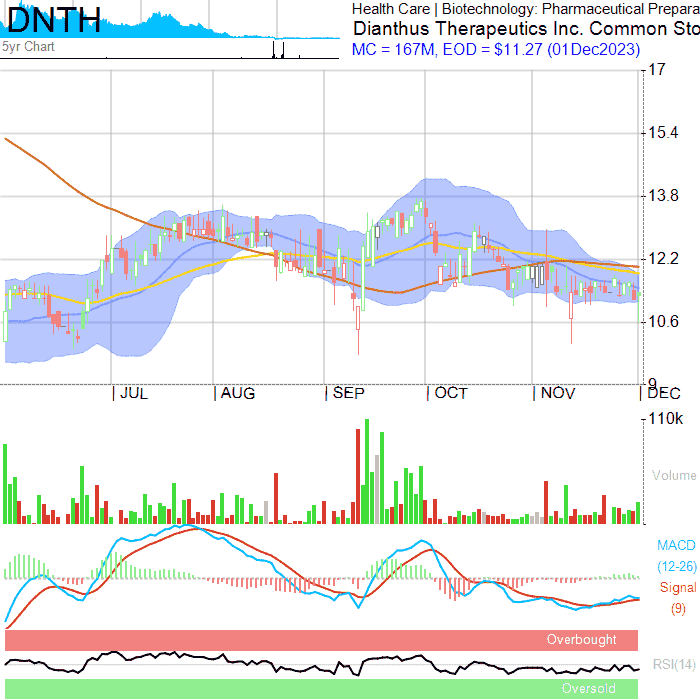 DNTH
5yr Chart
Health Care | Biotechnology: Pharmaceutical Prepara
Dianthus Therapeutics Inc. Common Sto
MC = 167M, EOD = $11.27 (01Dec2023)
17
15.4
13.8
12.2
10.6
9
JUL AUG SEP OCT NOV DEC
110k
Volume
MACD
(12-26)
Signal
(9)
Overbought
RSI(14)
Oversold